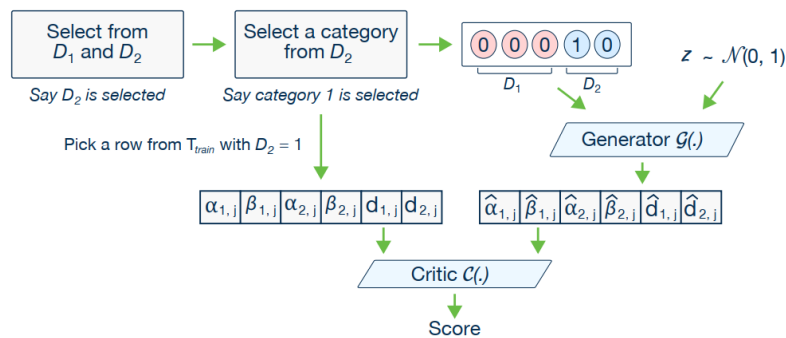 Select from
D₁ and D₂
Say D₂ is selected
Select a category
from D₂
Say category 1 is selected
0 0 0 1 0
D₁ D₂
z ~ 𝒩(0, 1)
Pick a row from T_train with D₂ = 1
Generator 𝒢(.)
α₁,ⱼ β₁,ⱼ α₂,ⱼ β₂,ⱼ d₁,ⱼ d₂,ⱼ
α̂₁,ⱼ β̂₁,ⱼ α̂₂,ⱼ β̂₂,ⱼ d̂₁,ⱼ d̂₂,ⱼ
Critic 𝒞(.)
Score